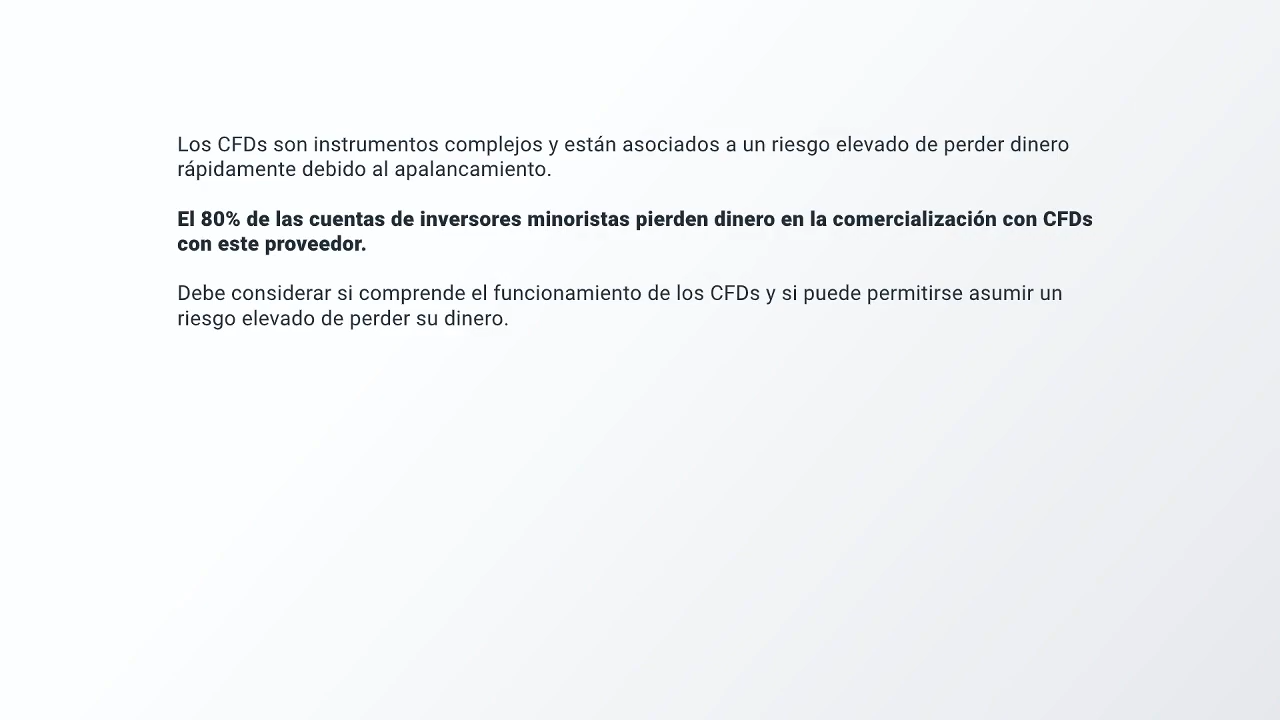 Los CFDs son instrumentos complejos y están asociados a un riesgo elevado de perder dinero
rápidamente debido al apalancamiento.
El 80% de las cuentas de inversores minoristas pierden dinero en la comercialización con CFDs
con este proveedor.
Debe considerar si comprende el funcionamiento de los CFDs y si puede permitirse asumir un
riesgo elevado de perder su dinero.